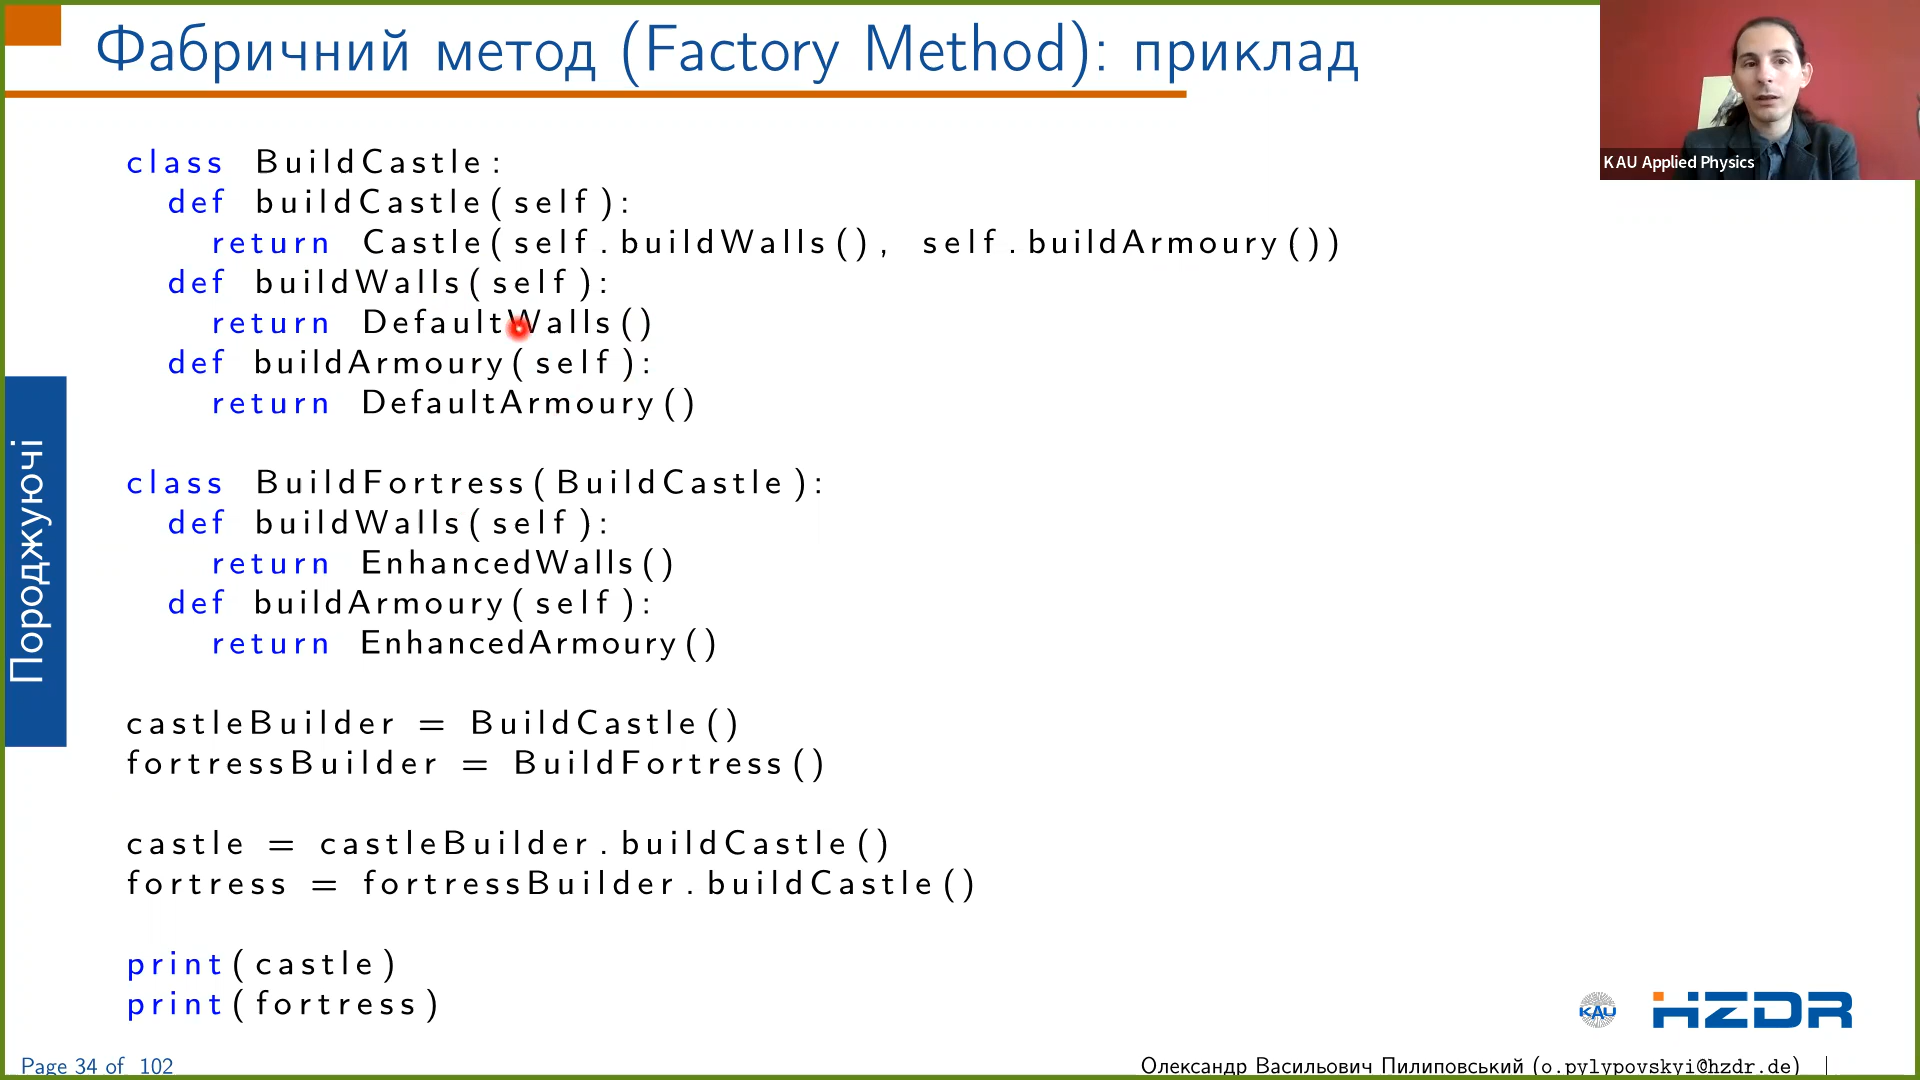 Фабричний метод (Factory Method): приклад
KAU Applied Physics
class BuildCastle:
def buildCastle(self):
return Castle(self.buildWalls(), self.buildArmoury())
def buildWalls(self):
return DefaultWalls()
def buildArmoury(self):
return DefaultArmoury()
class BuildFortress(BuildCastle):
def buildWalls(self):
return EnhancedWalls()
def buildArmoury(self):
return EnhancedArmoury()
castleBuilder = BuildCastle()
fortressBuilder = BuildFortress()
castle = castleBuilder.buildCastle()
fortress = fortressBuilder.buildCastle()
print(castle)
print(fortress)
Породжуючі
KAU HZDR
Page 34 of 102
Олександр Васильович Пилиповський (o.pylypovskyi@hzdr.de) |